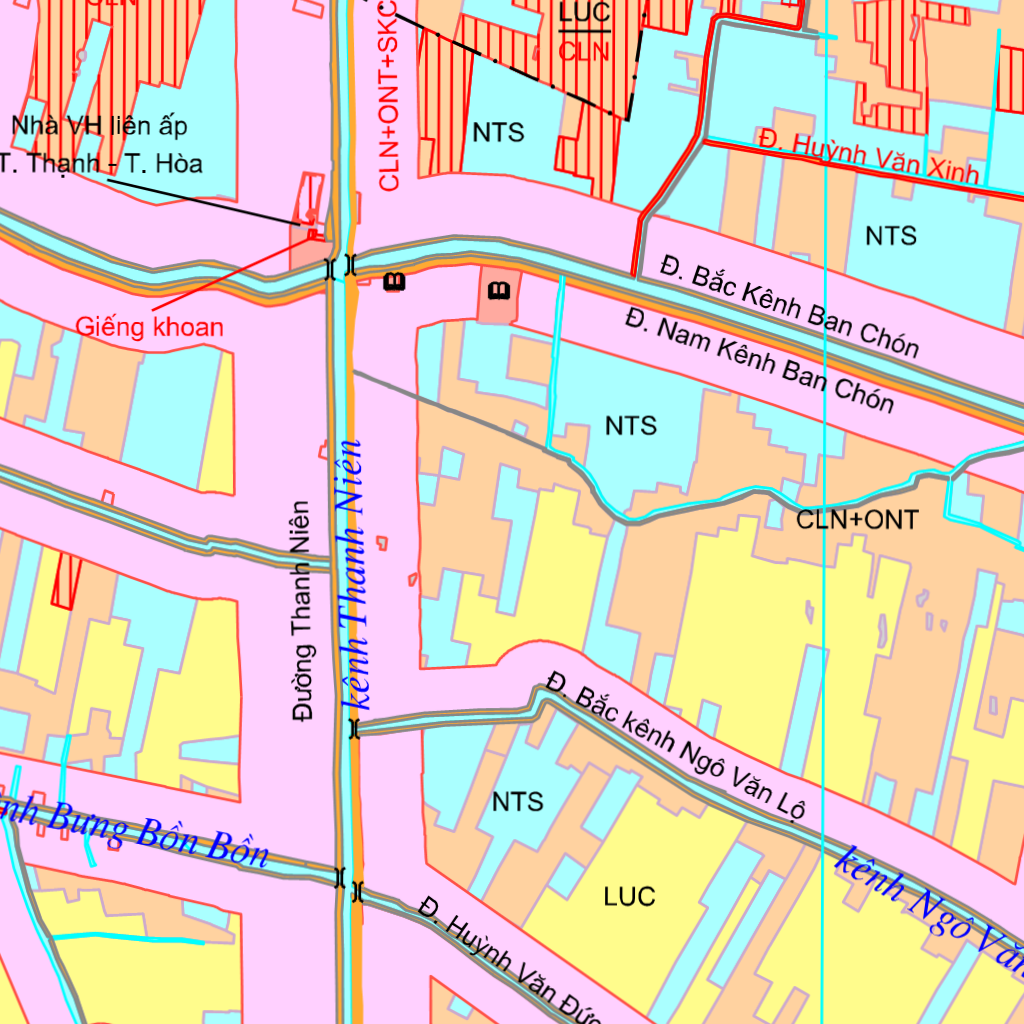 CLN
LUC
CLN
CLN+ONT+SKC
NTS
Nhà VH liên ấp
T. Thạnh - T. Hòa
Đ. Huỳnh Văn Xinh
NTS
Đ. Bắc Kênh Ban Chón
Giếng khoan
Đ. Nam Kênh Ban Chón
NTS
CLN+ONT
Đường Thanh Niên
kênh Thanh Niên
Đ. Bắc kênh Ngô Văn Lộ
NTS
Bưng Bồn Bồn
LUC
kênh Ngô Văn
Đ. Huỳnh Văn Đức